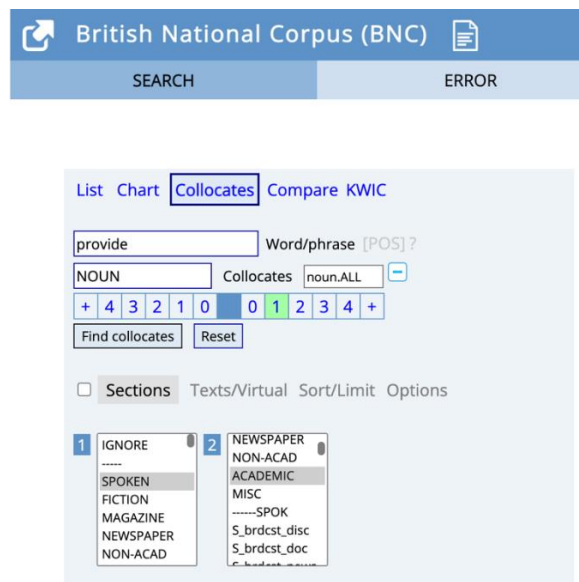 British National Corpus (BNC)
SEARCH ERROR
List Chart Collocates Compare KWIC
provide Word/phrase [POS] ?
NOUN Collocates noun.ALL −
+ 4 3 2 1 0 0 1 2 3 4 +
Find collocates Reset
Sections Texts/Virtual Sort/Limit Options
1
IGNORE
-----
SPOKEN
FICTION
MAGAZINE
NEWSPAPER
NON-ACAD
2
NEWSPAPER
NON-ACAD
ACADEMIC
MISC
------SPOK
S_brdcst_disc
S_brdcst_doc